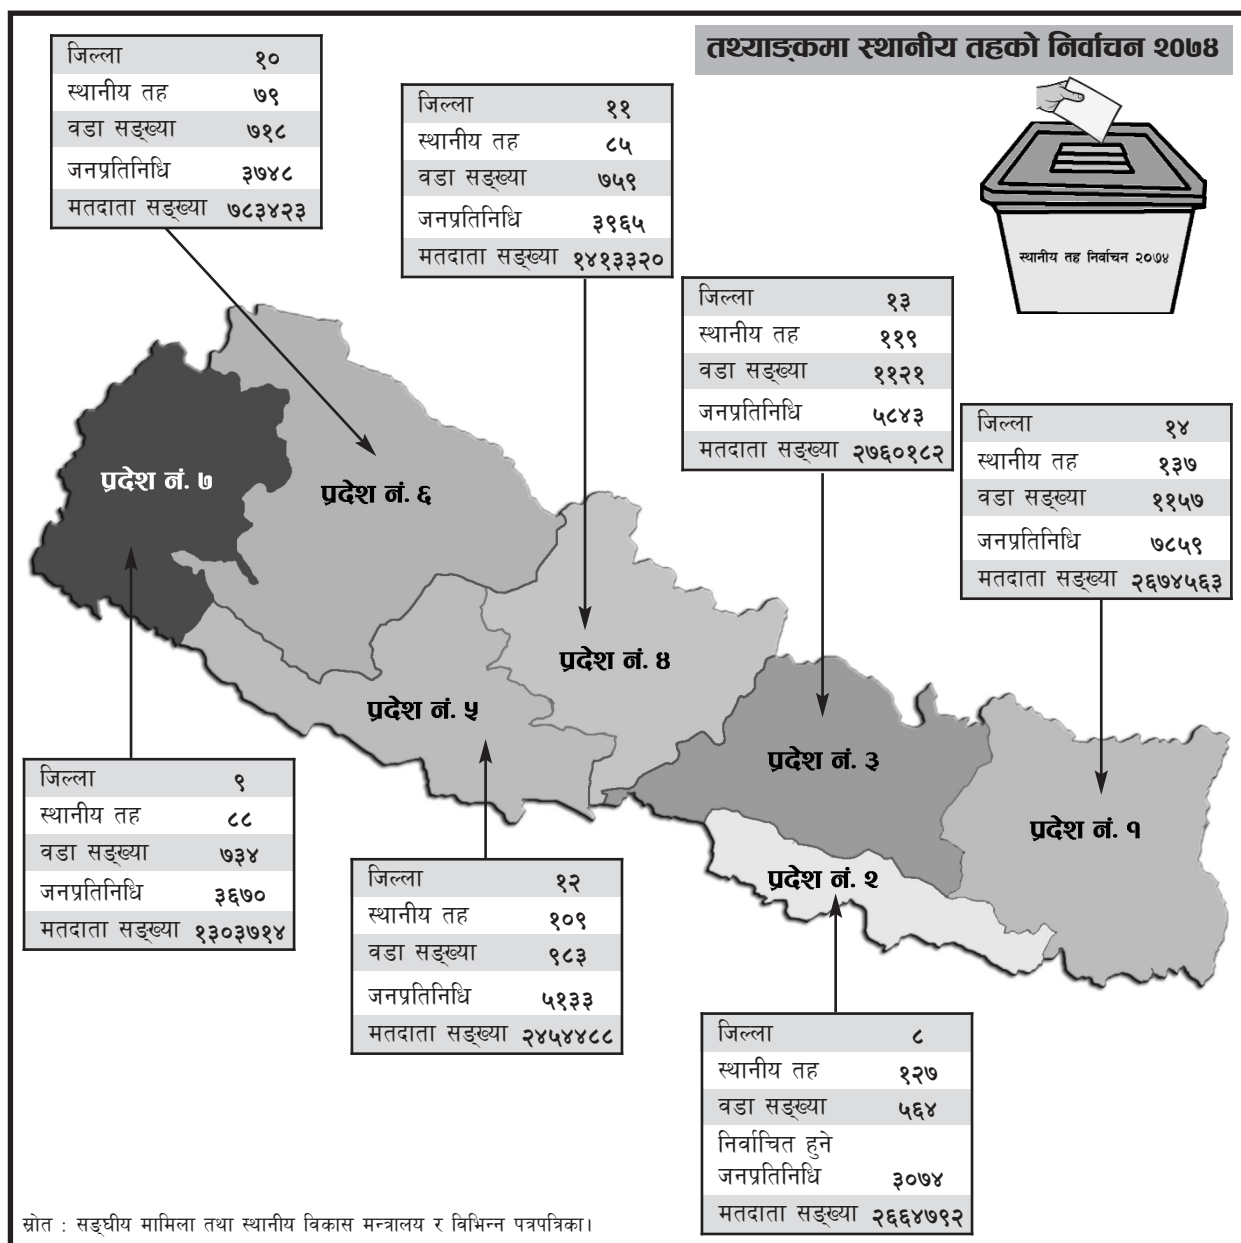 तथ्याङ्कमा स्थानीय तहको निर्वाचन २०७४
जिल्ला १०
स्थानीय तह ७९
वडा सङ्ख्या ७१८
जनप्रतिनिधि ३७४८
मतदाता सङ्ख्या ७८३४२३
जिल्ला ११
स्थानीय तह ८५
वडा सङ्ख्या ७५९
जनप्रतिनिधि ३९६५
मतदाता सङ्ख्या १४१३३२०
स्थानीय तह निर्वाचन २०७४
जिल्ला १३
स्थानीय तह ११९
वडा सङ्ख्या ११२१
जनप्रतिनिधि ५८४३
मतदाता सङ्ख्या २७६०१८२
जिल्ला १४
स्थानीय तह १३७
वडा सङ्ख्या ११५७
जनप्रतिनिधि ७८५९
मतदाता सङ्ख्या २६७४५६३
प्रदेश नं. ७
प्रदेश नं. ६
प्रदेश नं. ४
प्रदेश नं. ५
प्रदेश नं. ३
प्रदेश नं. १
प्रदेश नं. २
जिल्ला ९
स्थानीय तह ८८
वडा सङ्ख्या ७३४
जनप्रतिनिधि ३६७०
मतदाता सङ्ख्या १३०३७१४
जिल्ला १२
स्थानीय तह १०९
वडा सङ्ख्या ९८३
जनप्रतिनिधि ५१३३
मतदाता सङ्ख्या २४५४४८८
जिल्ला ८
स्थानीय तह १२७
वडा सङ्ख्या ५६४
निर्वाचित हुने
जनप्रतिनिधि ३०७४
मतदाता सङ्ख्या २६६४७९२
स्रोत : सङ्घीय मामिला तथा स्थानीय विकास मन्त्रालय र विभिन्न पत्रपत्रिका।